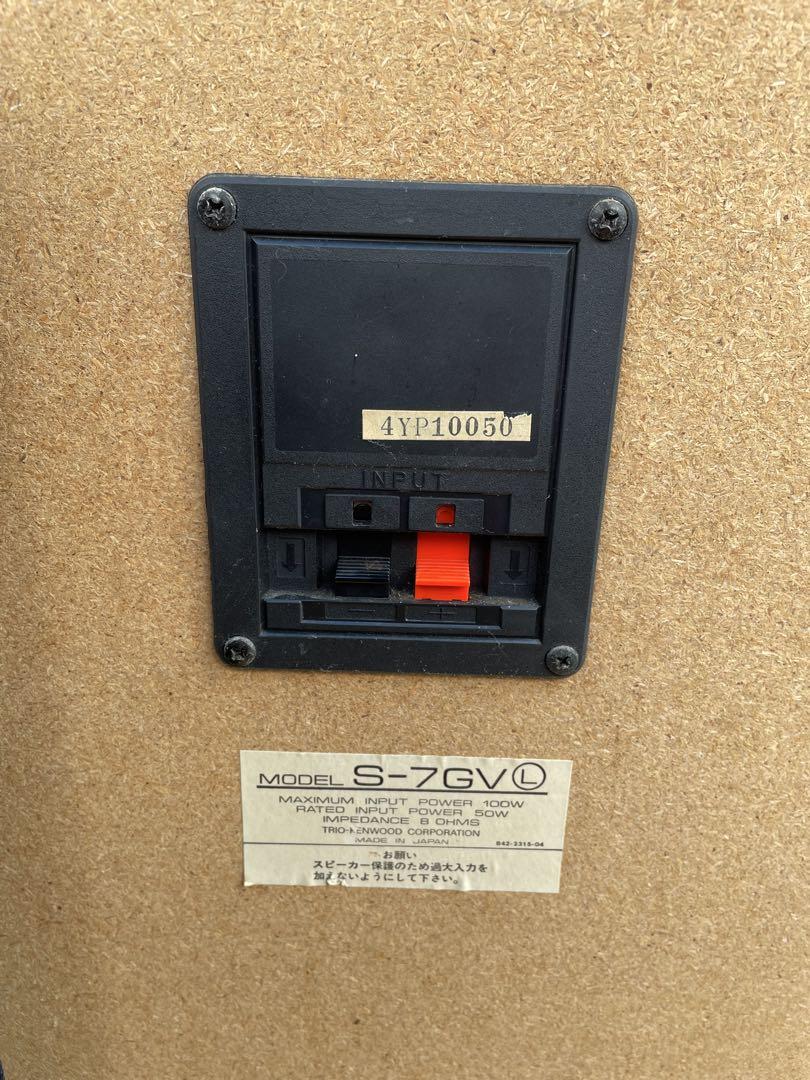 4YP10050
INPUT
− +
MODEL S-7GV Ⓛ
MAXIMUM INPUT POWER 100W
RATED INPUT POWER 50W
IMPEDANCE 8 OHMS
TRIO-KENWOOD CORPORATION
MADE IN JAPAN B42-2315-04
お願い
スピーカー保護のため過大入力を
加えないようにして下さい。